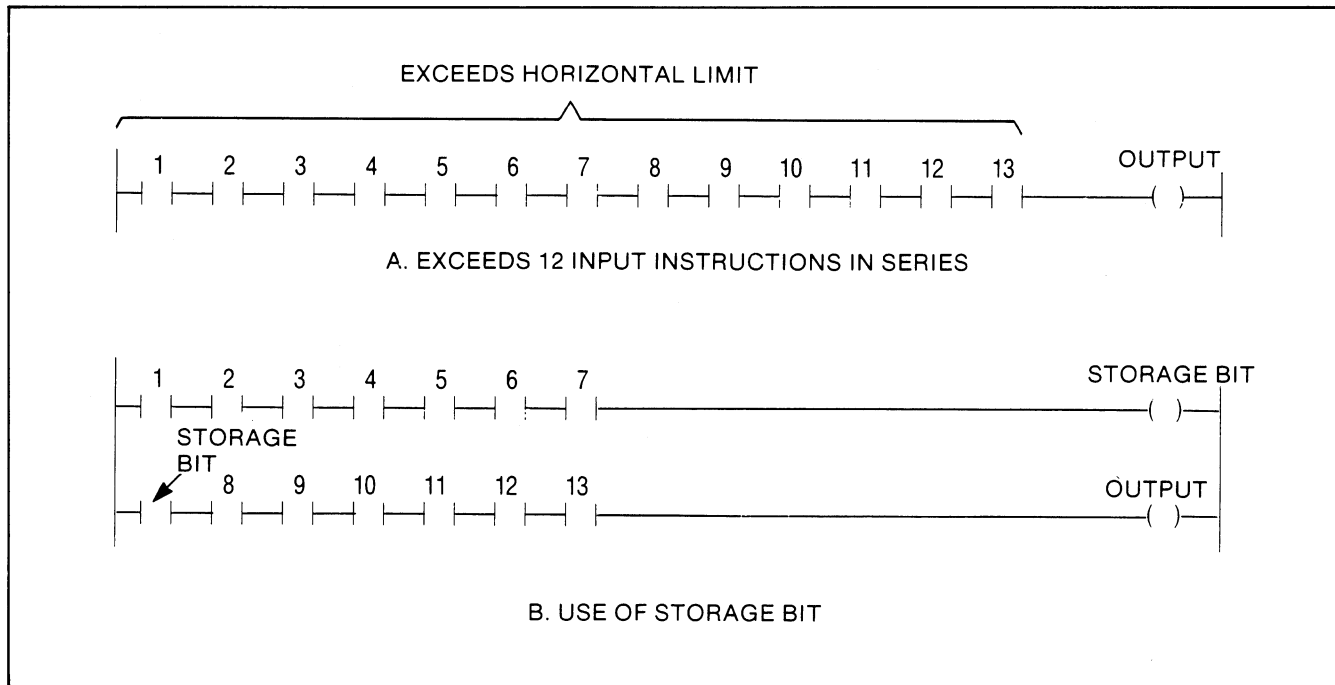 EXCEEDS HORIZONTAL LIMIT
1 2 3 4 5 6 7 8 9 10 11 12 13 OUTPUT
A. EXCEEDS 12 INPUT INSTRUCTIONS IN SERIES
1 2 3 4 5 6 7 STORAGE BIT
STORAGE
BIT
8 9 10 11 12 13 OUTPUT
B. USE OF STORAGE BIT